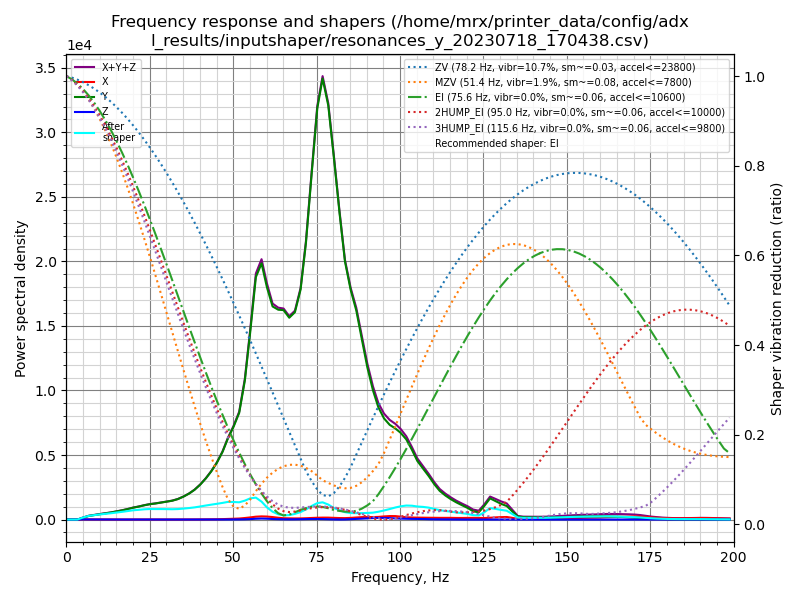 Frequency response and shapers (/home/mrx/printer_data/config/adx
l_results/inputshaper/resonances_y_20230718_170438.csv)
1e4
X+Y+Z
X
Y
Z
After
shaper
ZV (78.2 Hz, vibr=10.7%, sm~=0.03, accel<=23800)
MZV (51.4 Hz, vibr=1.9%, sm~=0.08, accel<=7800)
EI (75.6 Hz, vibr=0.0%, sm~=0.06, accel<=10600)
2HUMP_EI (95.0 Hz, vibr=0.0%, sm~=0.06, accel<=10000)
3HUMP_EI (115.6 Hz, vibr=0.0%, sm~=0.06, accel<=9800)
Recommended shaper: EI
Power spectral density
3.5
3.0
2.5
2.0
1.5
1.0
0.5
0.0
1.0
0.8
0.6
0.4
0.2
0.0
Shaper vibration reduction (ratio)
0 25 50 75 100 125 150 175 200
Frequency, Hz